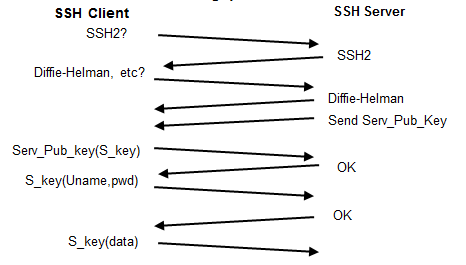 SSH Client
SSH Server
SSH2?
SSH2
Diffie-Helman, etc?
Diffie-Helman
Send Serv_Pub_Key
Serv_Pub_key(S_key)
OK
S_key(Uname,pwd)
OK
S_key(data)